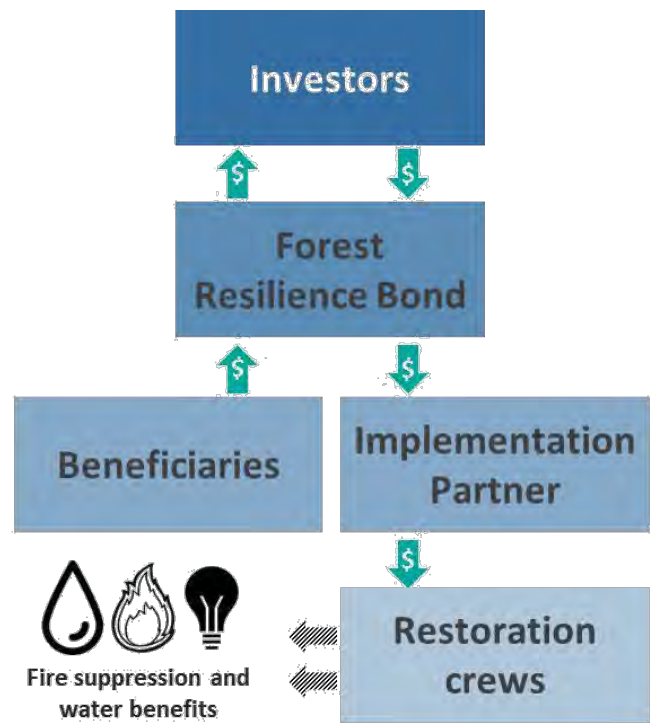 Investors
$
$
Forest
Resilience Bond
$
$
Beneficiaries
Implementation
Partner
$
Restoration
crews
Fire suppression and
water benefits